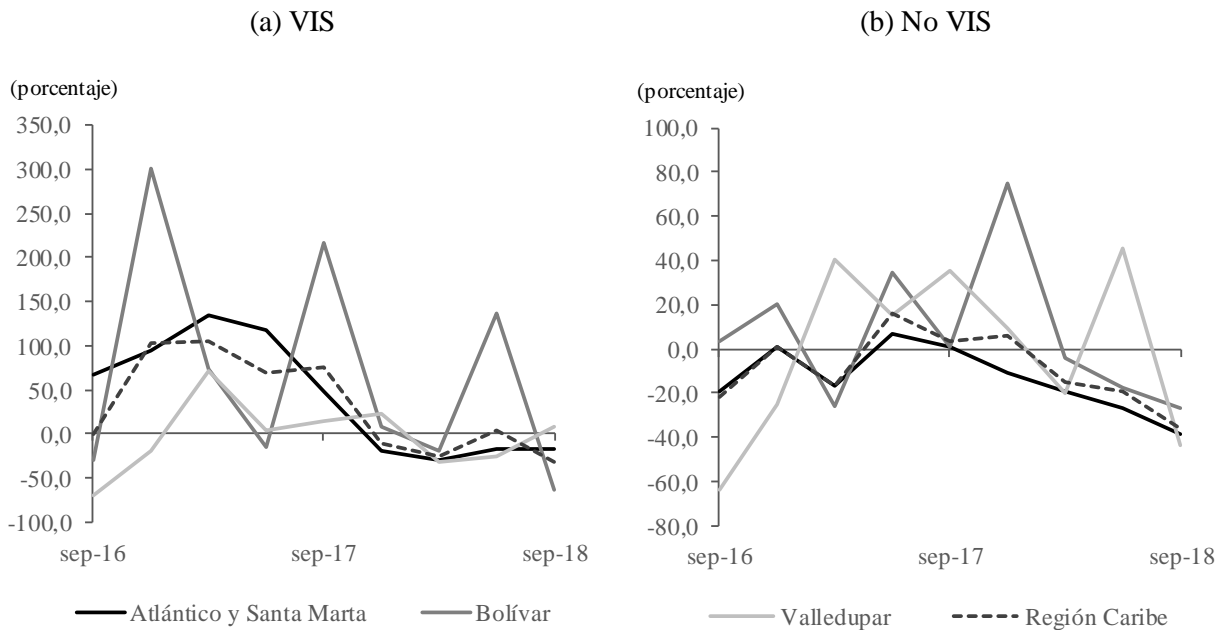 (a) VIS
(porcentaje)
350,0
300,0
250,0
200,0
150,0
100,0
50,0
0,0
-50,0
-100,0
sep-16 sep-17 sep-18
(b) No VIS
(porcentaje)
100,0
80,0
60,0
40,0
20,0
0,0
-20,0
-40,0
-60,0
-80,0
sep-16 sep-17 sep-18
Atlántico y Santa Marta Bolívar Valledupar Región Caribe